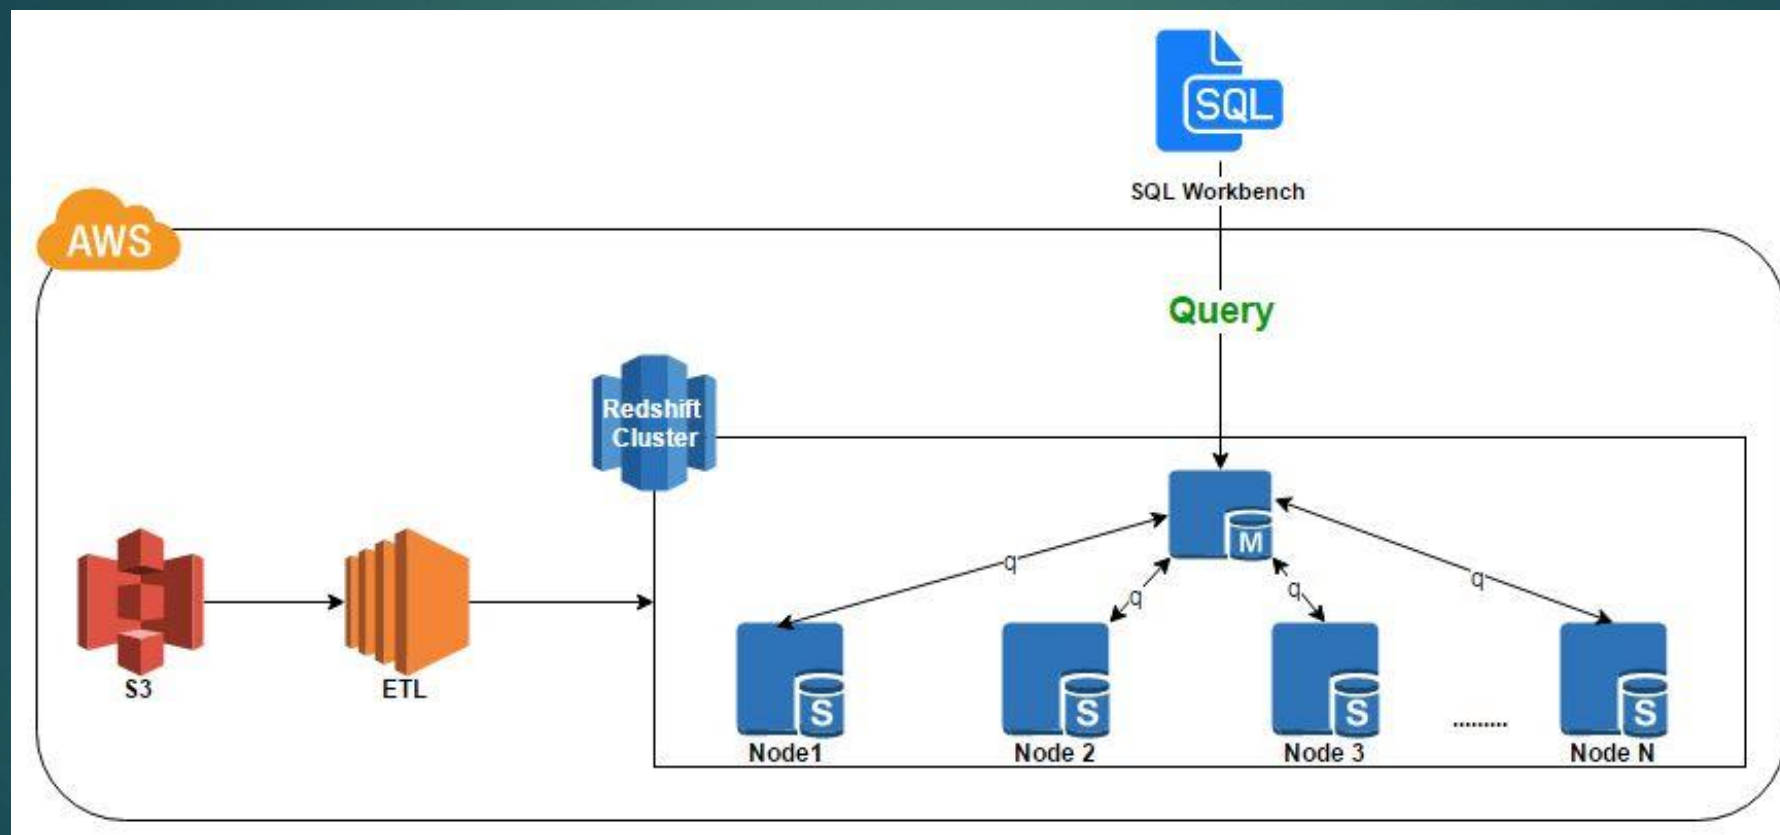 SQL
SQL Workbench
AWS
Query
Redshift
Cluster
M
q
q
q
q
S3
ETL
S
S
S
S
.........
Node1
Node 2
Node 3
Node N